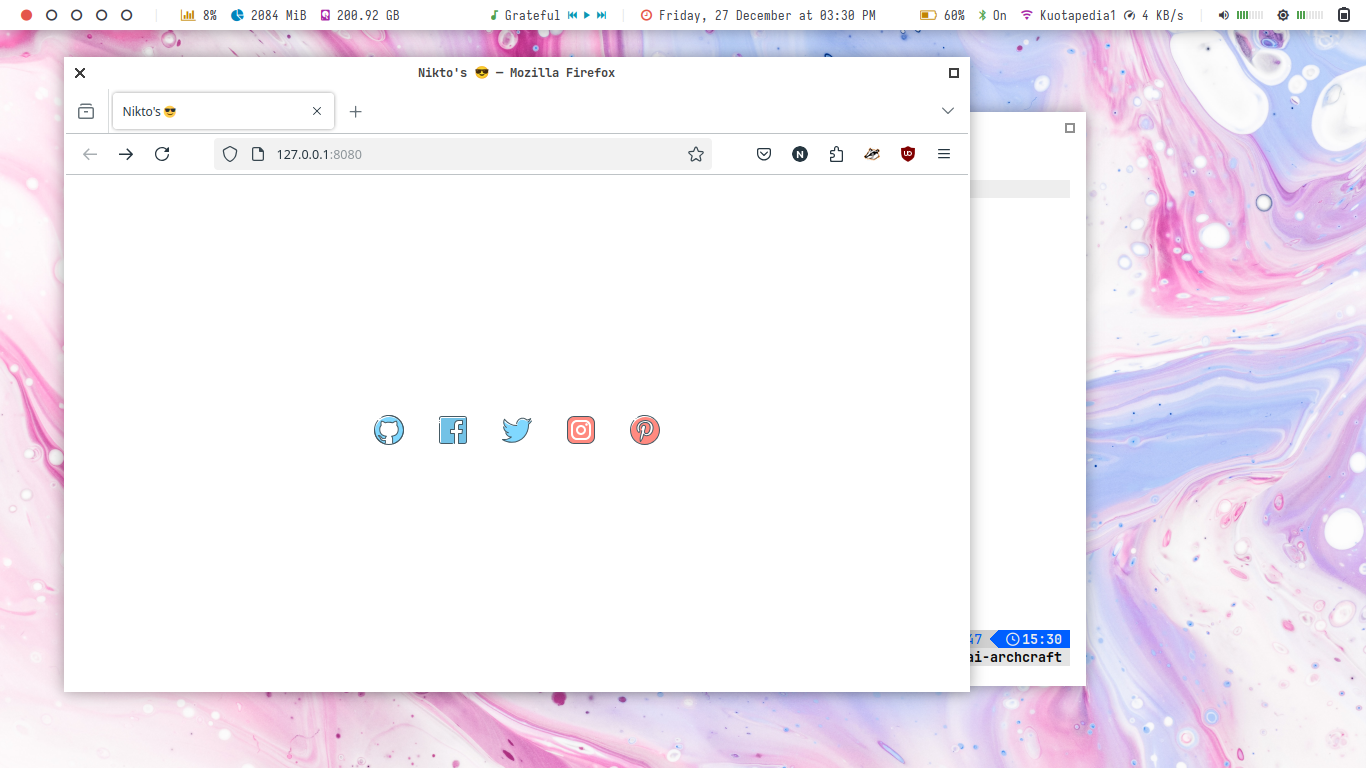 8% 2084 MiB 200.92 GB Grateful Friday, 27 December at 03:30 PM 60% On Kuotapedia1 4 KB/s
Nikto's 😎 — Mozilla Firefox
Nikto's 😎
127.0.0.1:8080
47 15:30
ai-archcraft